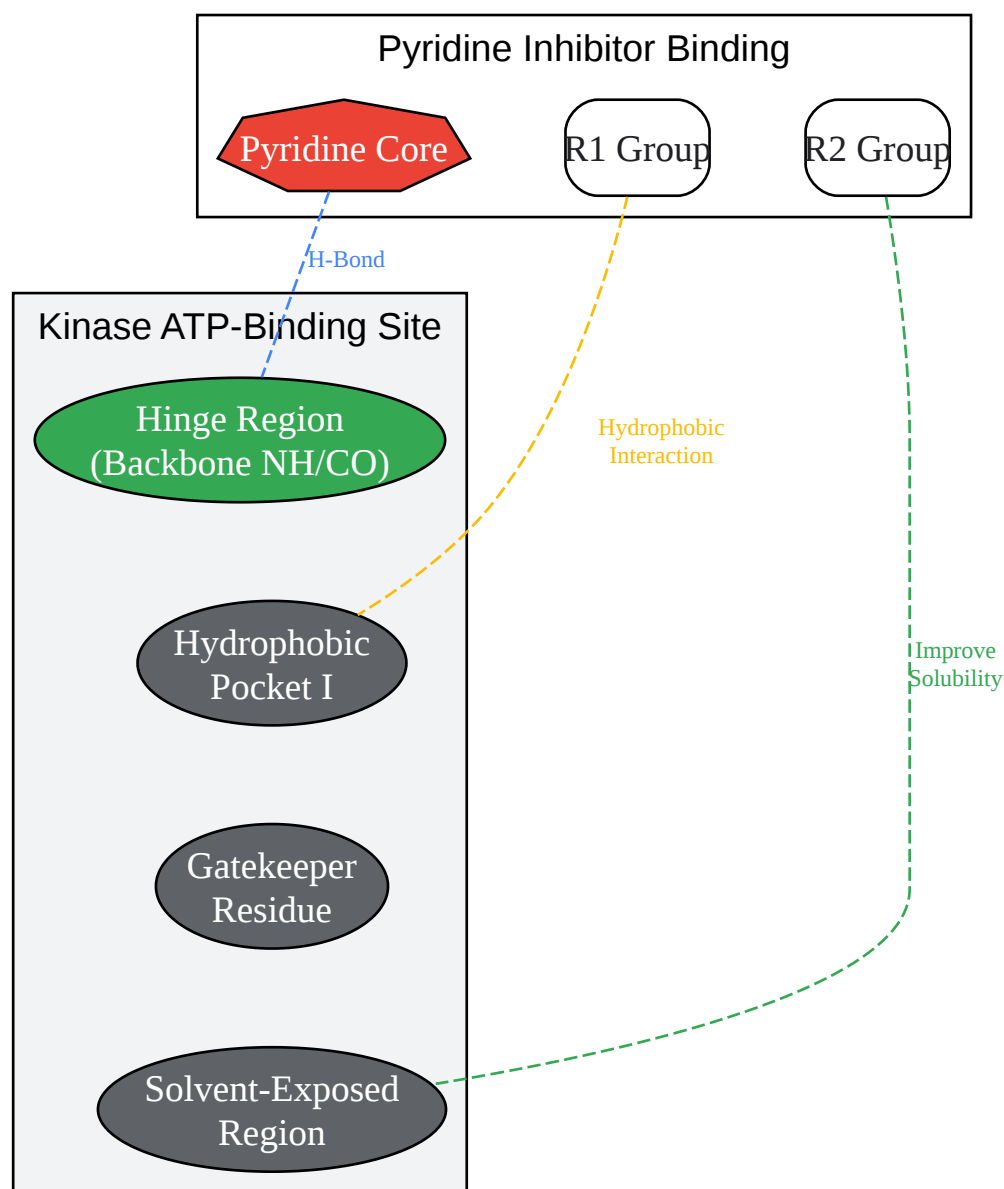 Pyridine Inhibitor Binding
Pyridine Core
R1 Group
R2 Group
H-Bond
Kinase ATP-Binding Site
Hinge Region
(Backbone NH/CO)
Hydrophobic
Interaction
Hydrophobic
Pocket I
Improve
Solubility
Gatekeeper
Residue
Solvent-Exposed
Region